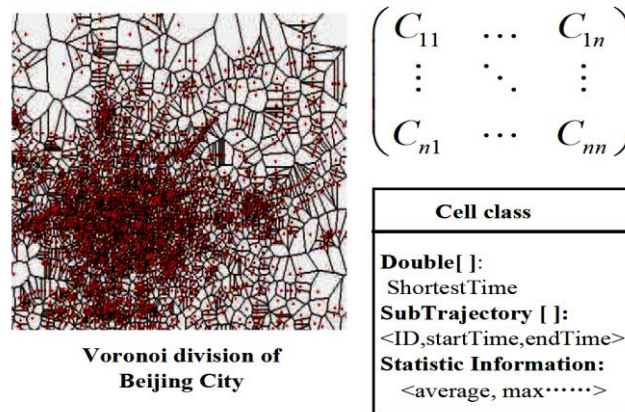 C11 … C1n
⋮ ⋱ ⋮
Cn1 … Cnn
Cell class
Double[ ]:
ShortestTime
SubTrajectory [ ]:
<ID,startTime,endTime>
Statistic Information:
<average, max……>
Voronoi division of
Beijing City